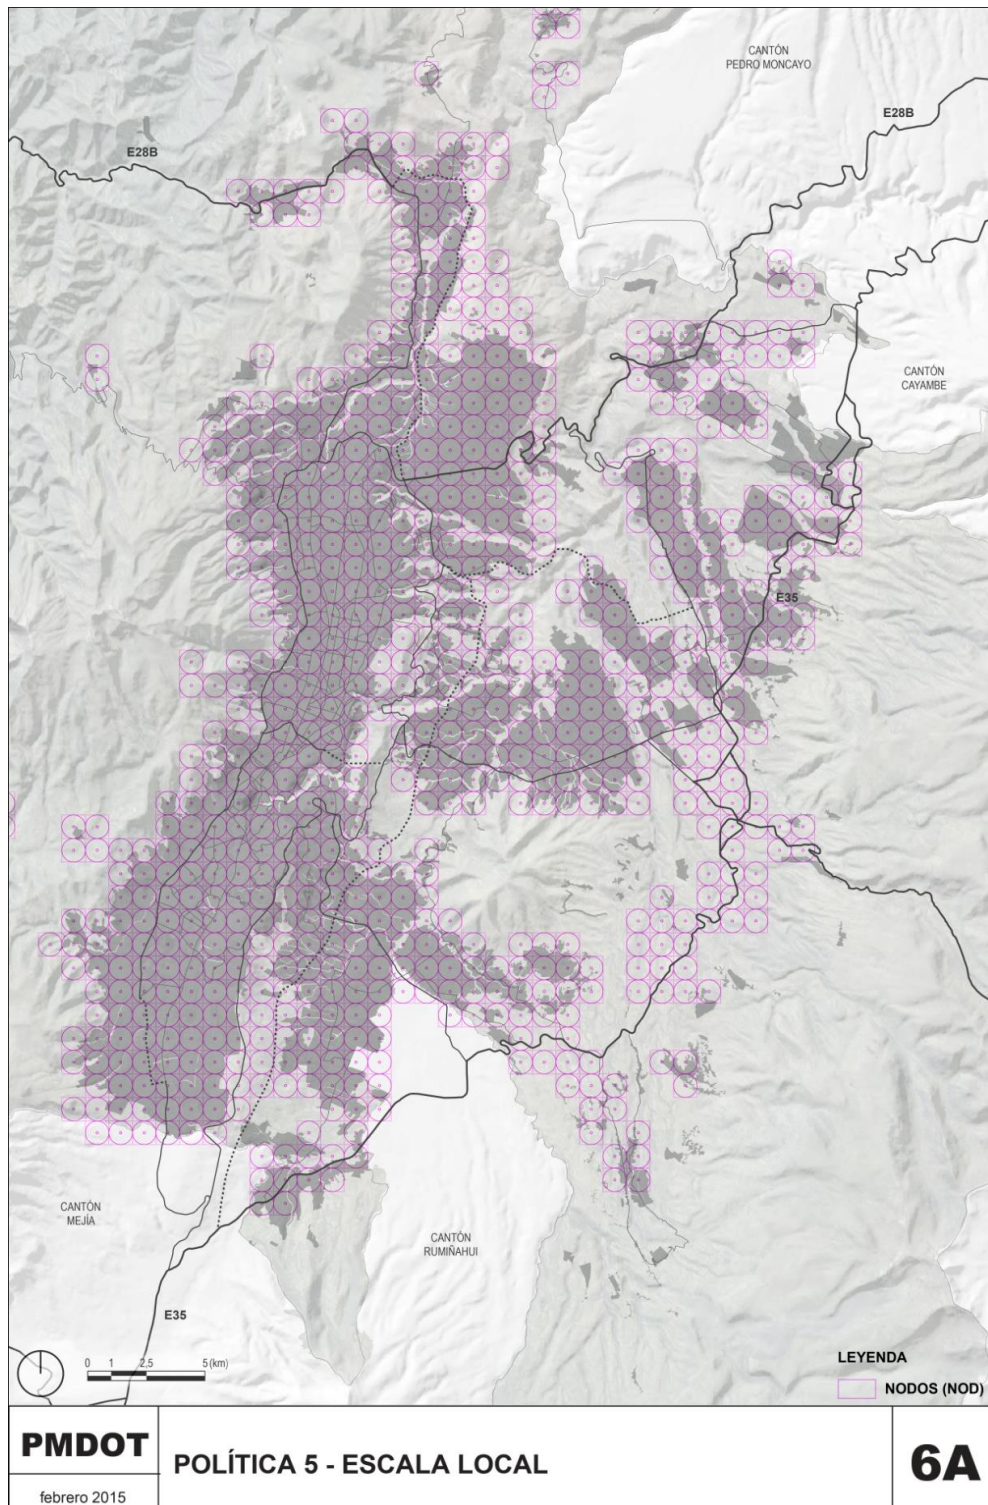 CANTÓN
PEDRO MONCAYO
E28B
E28B
CANTÓN
CAYAMBE
E35
CANTÓN
MEJÍA
CANTÓN
RUMIÑAHUI
E35
0 1 2,5 5 (km)
LEYENDA
NODOS (NOD)
PMDOT
febrero 2015
POLÍTICA 5 - ESCALA LOCAL
6A